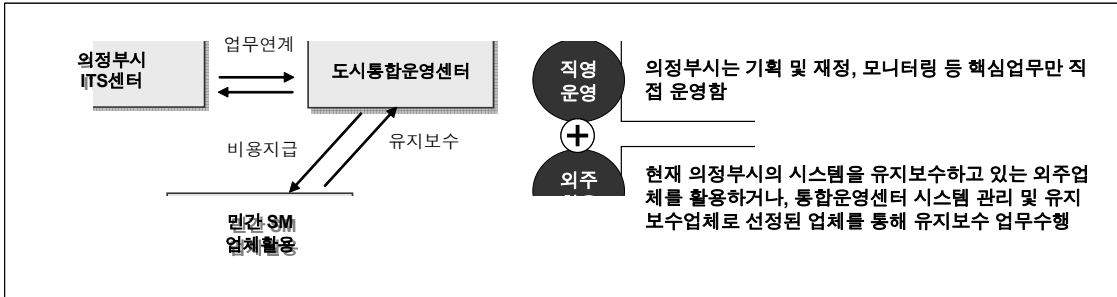 의정부시
ITS센터
업무연계
도시통합운영센터
비용지급
유지보수
민간 SM
업체활용
직영
운영
의정부시는 기획 및 재정, 모니터링 등 핵심업무만 직
접 운영함
외주
현재 의정부시의 시스템을 유지보수하고 있는 외주업
체를 활용하거나, 통합운영센터 시스템 관리 및 유지
보수업체로 선정된 업체를 통해 유지보수 업무수행